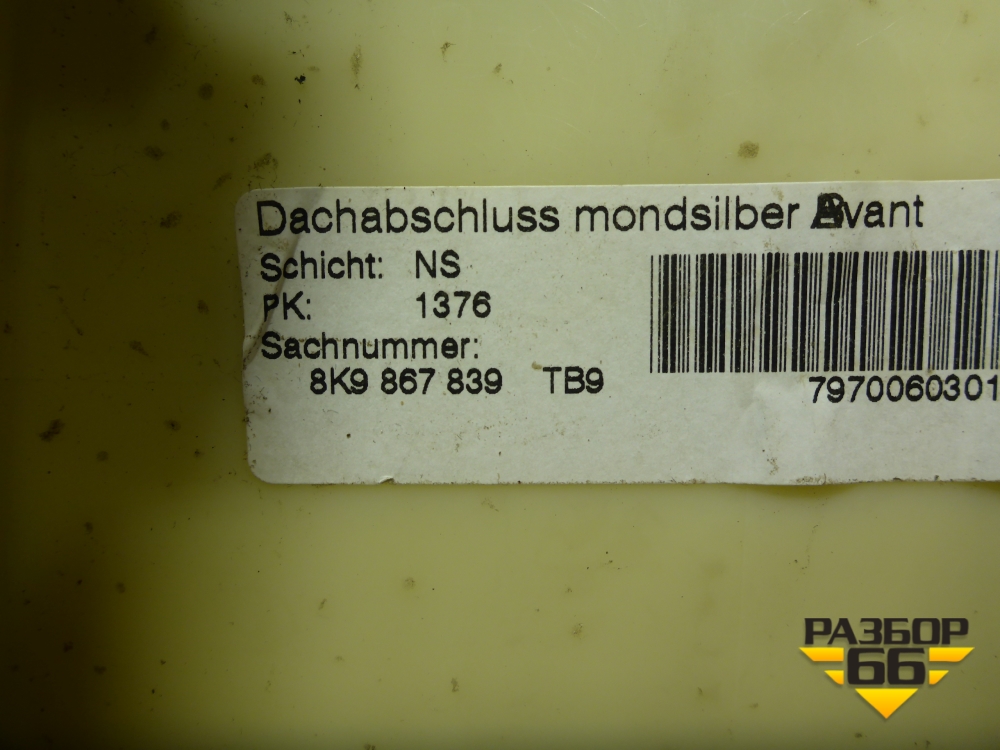 Dachabschluss mondsilber Avant
Schicht: NS
PK: 1376
Sachnummer:
8K9 867 839 TB9
7970060301
РАЗБОР
66